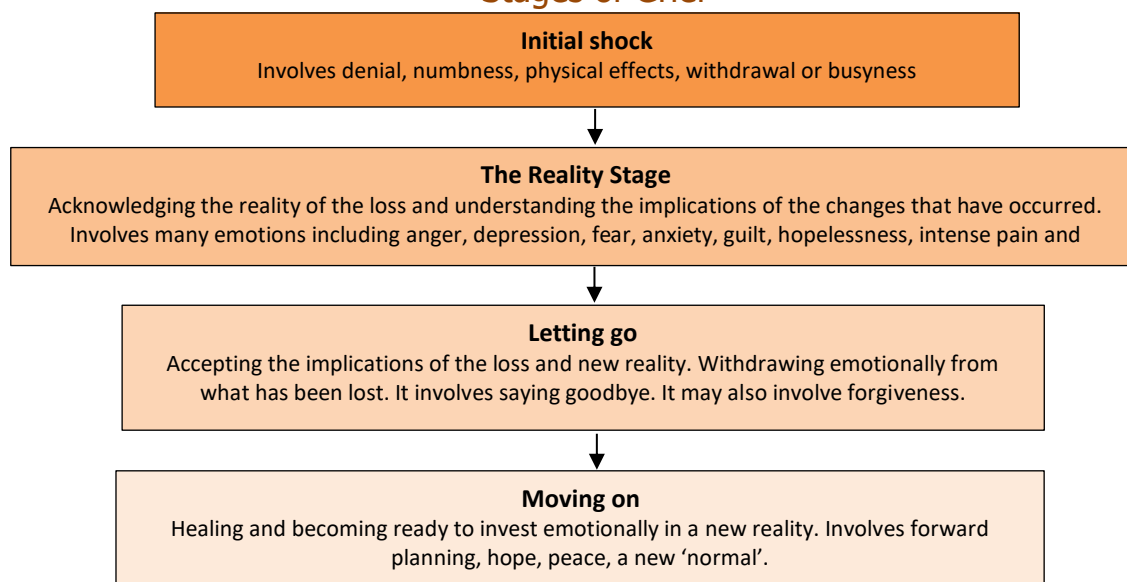 Stages of Grief
Initial shock
Involves denial, numbness, physical effects, withdrawal or busyness
The Reality Stage
Acknowledging the reality of the loss and understanding the implications of the changes that have occurred.
Involves many emotions including anger, depression, fear, anxiety, guilt, hopelessness, intense pain and
Letting go
Accepting the implications of the loss and new reality. Withdrawing emotionally from
what has been lost. It involves saying goodbye. It may also involve forgiveness.
Moving on
Healing and becoming ready to invest emotionally in a new reality. Involves forward
planning, hope, peace, a new ‘normal’.